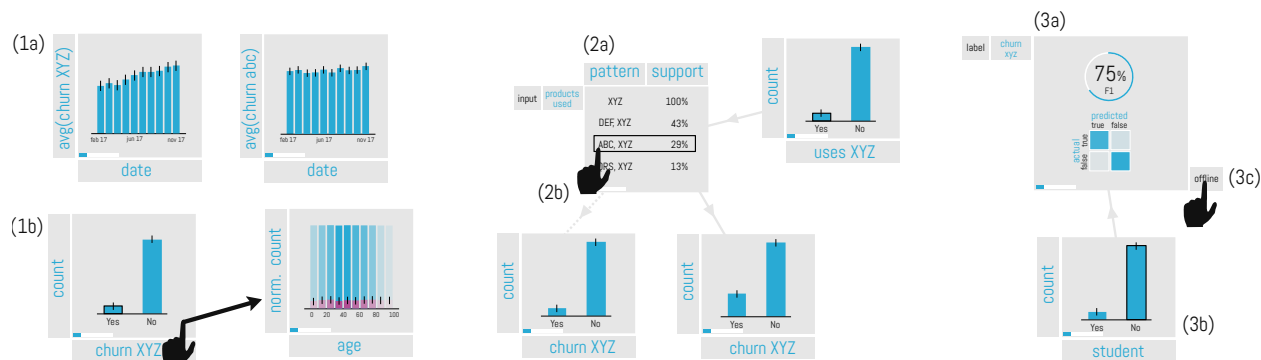 (1a)
avg(churn XYZ)
feb 17 jun 17 nov 17
date
avg(churn abc)
feb 17 jun 17 nov 17
date
(1b)
count
Yes No
churn XYZ
norm. count
0 20 40 60 80 100
age
(2a)
pattern support
input products used
XYZ 100%
DEF, XYZ 43%
ABC, XYZ 29%
QRS, XYZ 13%
(2b)
count
Yes No
uses XYZ
count
Yes No
churn XYZ
count
Yes No
churn XYZ
(3a)
label churn xyz
75%
F1
predicted
true false
actual
true
false
offline
(3c)
count
Yes No
(3b)
student